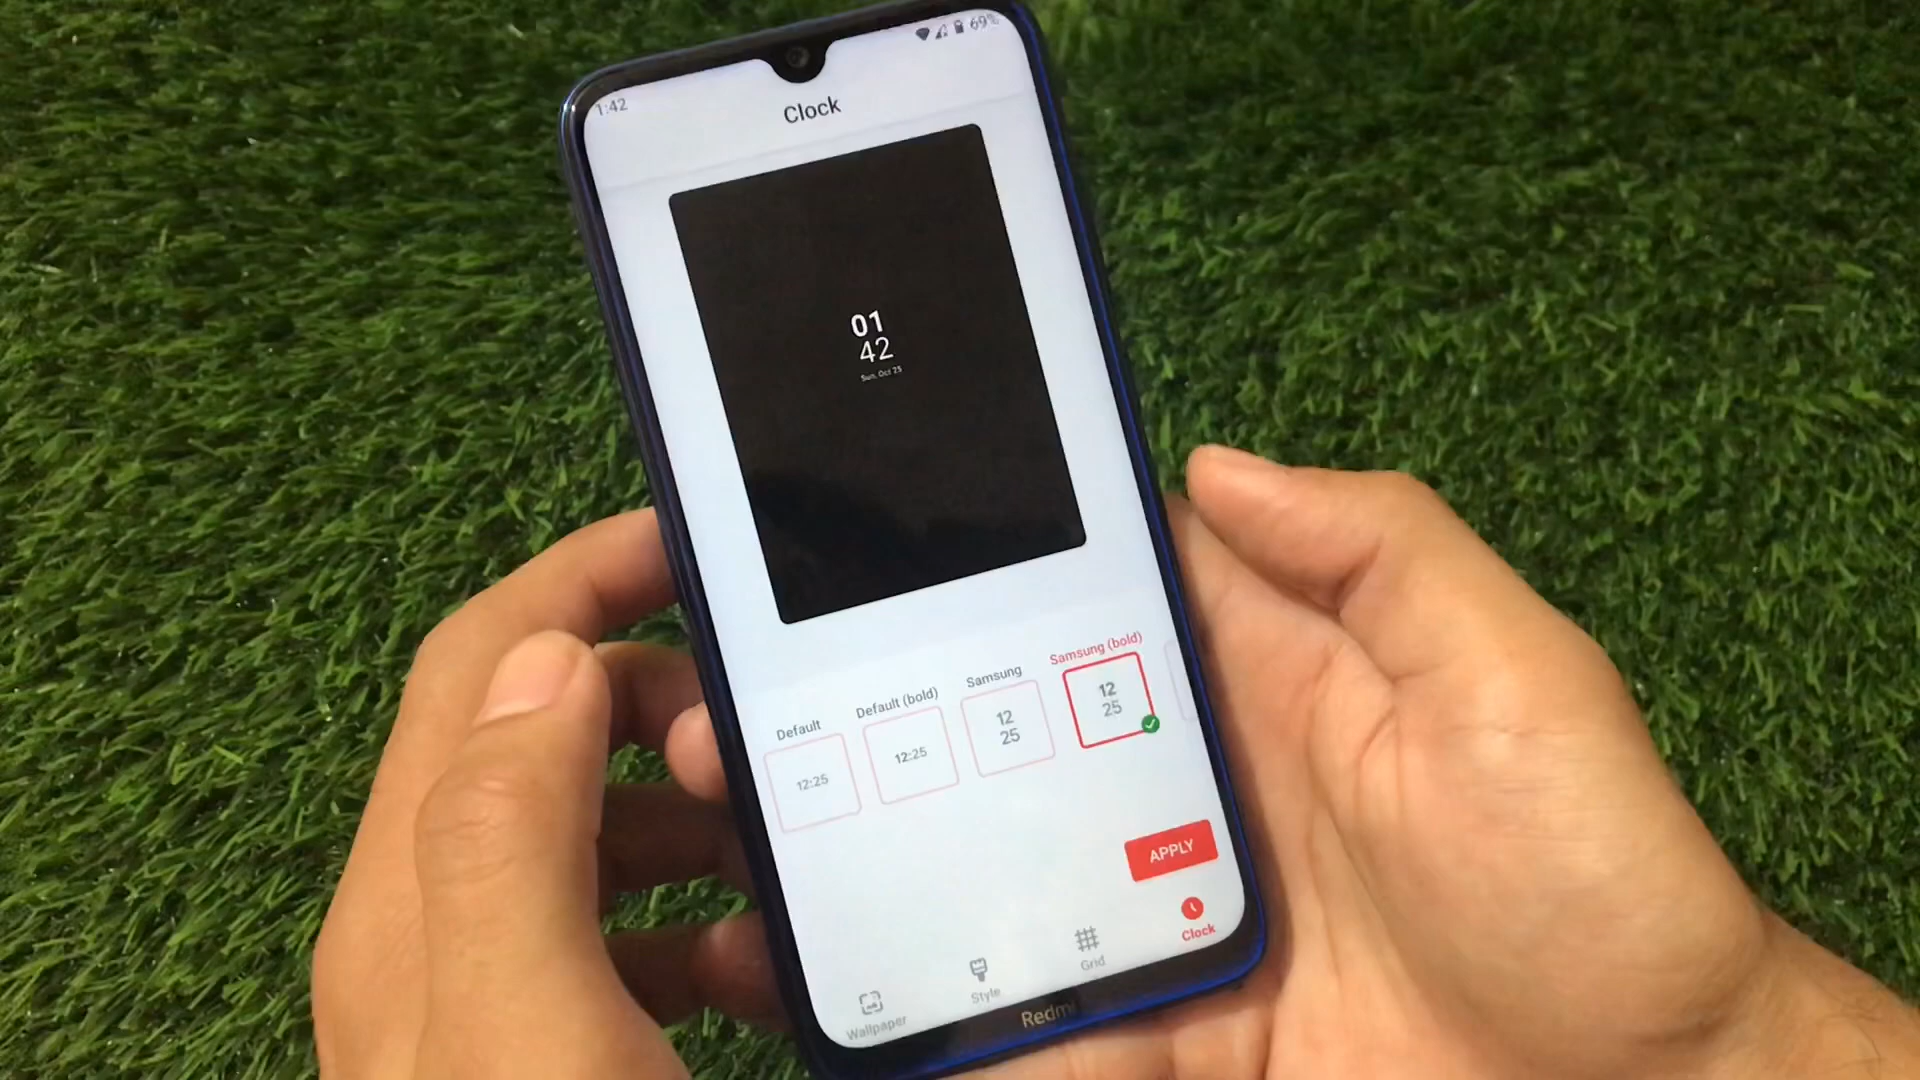 69%
1:42
Clock
01
42
Sun, Oct 25
Default
Default (bold)
Samsung
Samsung (bold)
12:25
12:25
12
25
12
25
APPLY
Wallpaper
Style
Grid
Clock
Redmi